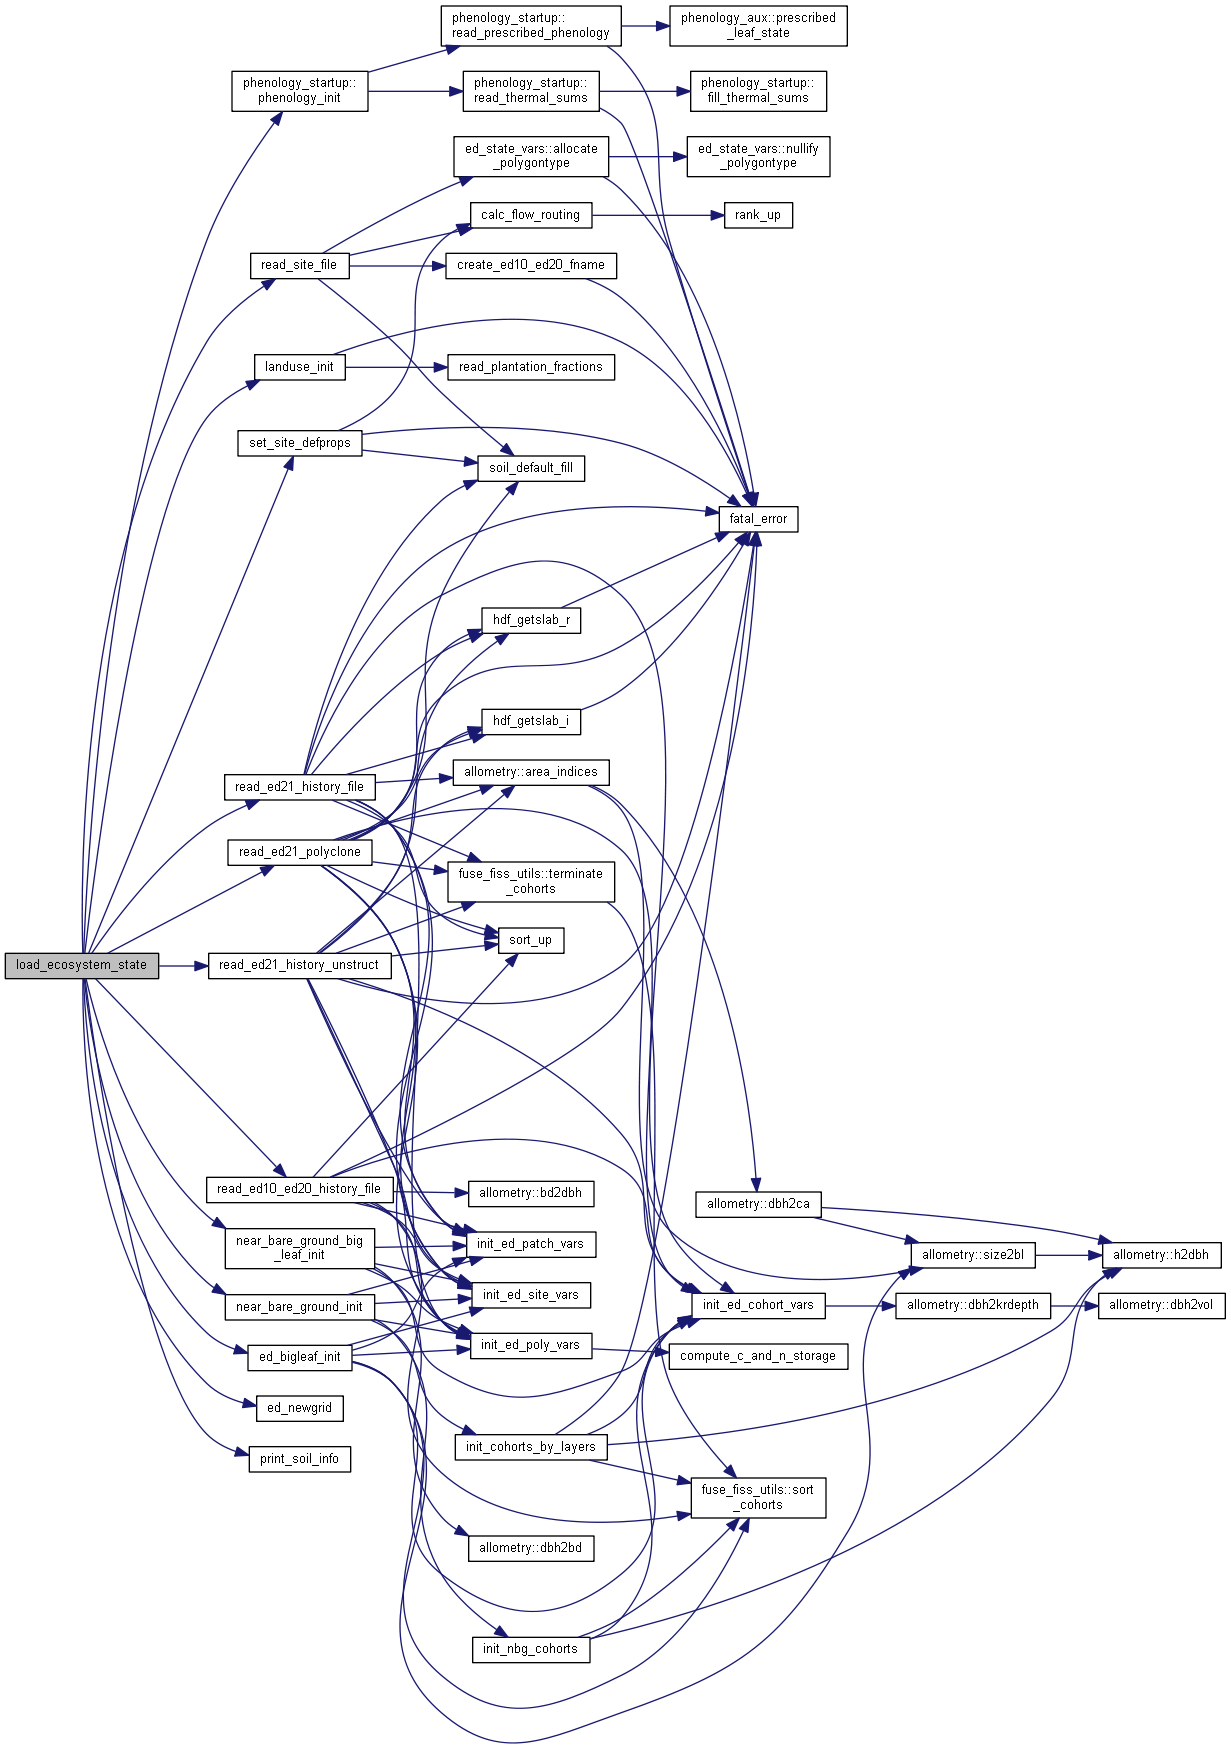 phenology_startup::
read_prescribed_phenology
phenology_aux::prescribed
_leaf_state
phenology_startup::
phenology_init
phenology_startup::
read_thermal_sums
phenology_startup::
fill_thermal_sums
ed_state_vars::allocate
_polygontype
ed_state_vars::nullify
_polygontype
calc_flow_routing
rank_up
read_site_file
create_ed10_ed20_fname
landuse_init
read_plantation_fractions
set_site_defprops
soil_default_fill
fatal_error
hdf_getslab_r
hdf_getslab_i
read_ed21_history_file
allometry::area_indices
read_ed21_polyclone
fuse_fiss_utils::terminate
_cohorts
sort_up
load_ecosystem_state
read_ed21_history_unstruct
read_ed10_ed20_history_file
allometry::bd2dbh
allometry::dbh2ca
near_bare_ground_big
_leaf_init
init_ed_patch_vars
allometry::size2bl
allometry::h2dbh
near_bare_ground_init
init_ed_site_vars
init_ed_cohort_vars
allometry::dbh2krdepth
allometry::dbh2vol
ed_bigleaf_init
init_ed_poly_vars
compute_c_and_n_storage
ed_newgrid
print_soil_info
init_cohorts_by_layers
fuse_fiss_utils::sort
_cohorts
allometry::dbh2bd
init_nbg_cohorts